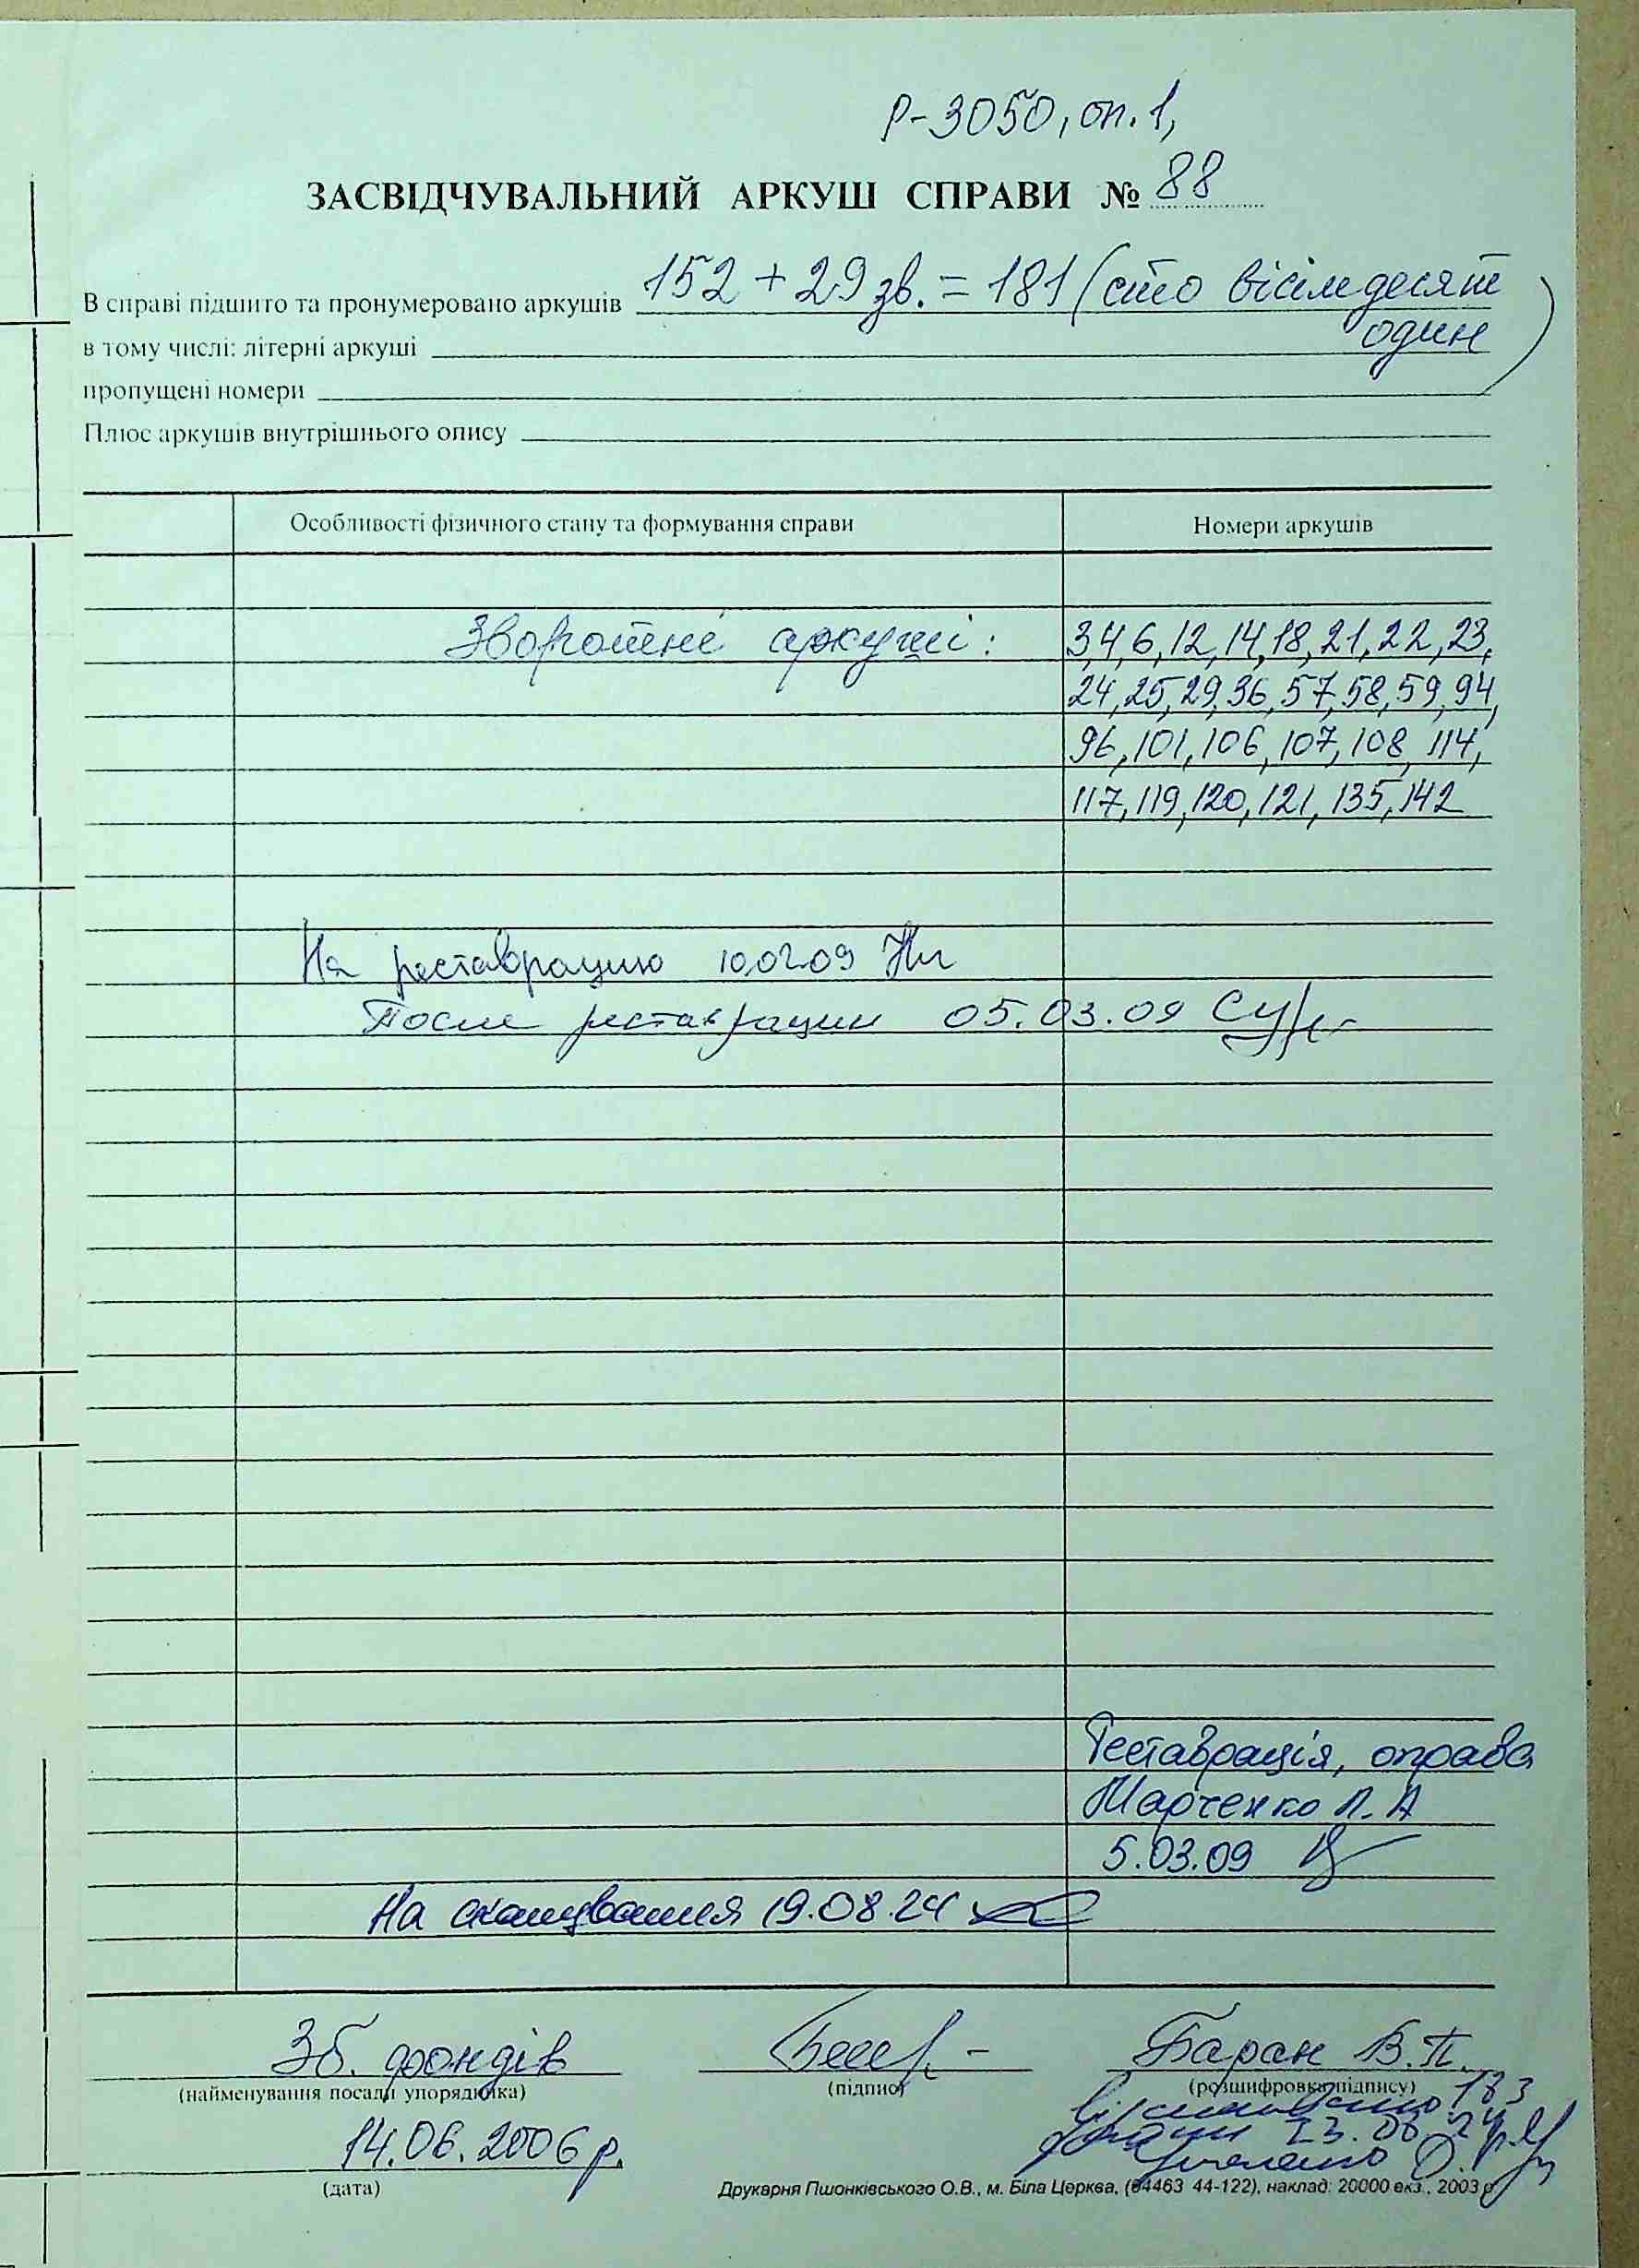 Р-3050, оп. 1,
ЗАСВІДЧУВАЛЬНИЙ АРКУШ СПРАВИ № 88
В справі підшито та пронумеровано аркушів 152 + 29 зв. = 181 (сто вісімдесят
в тому числі: літерні аркуші один)
пропущені номери
Плюс аркушів внутрішнього опису
Особливості фізичного стану та формування справи Номери аркушів
Зворотені аркуші: 3,4,6,12,14,18,21,22,23,
24,25,29,36,57,58,59,94,
96,101,106,107,108,114,
117,119,120,121,135,142
На реставрацию 10.02.09
После реставрации 05.03.09
Реставрація, оправа
Марченко Л. А
5.03.09
На сканування 19.08.24
Зб. фондів Баран В.П.
(найменування посади упорядника) (підпис) (розшифровка підпису)
183
14.06.2006 р.
(дата)
Друкарня Пшонківського О.В., м. Біла Церква, (04463 44-122), наклад: 20000 екз., 2003 р.